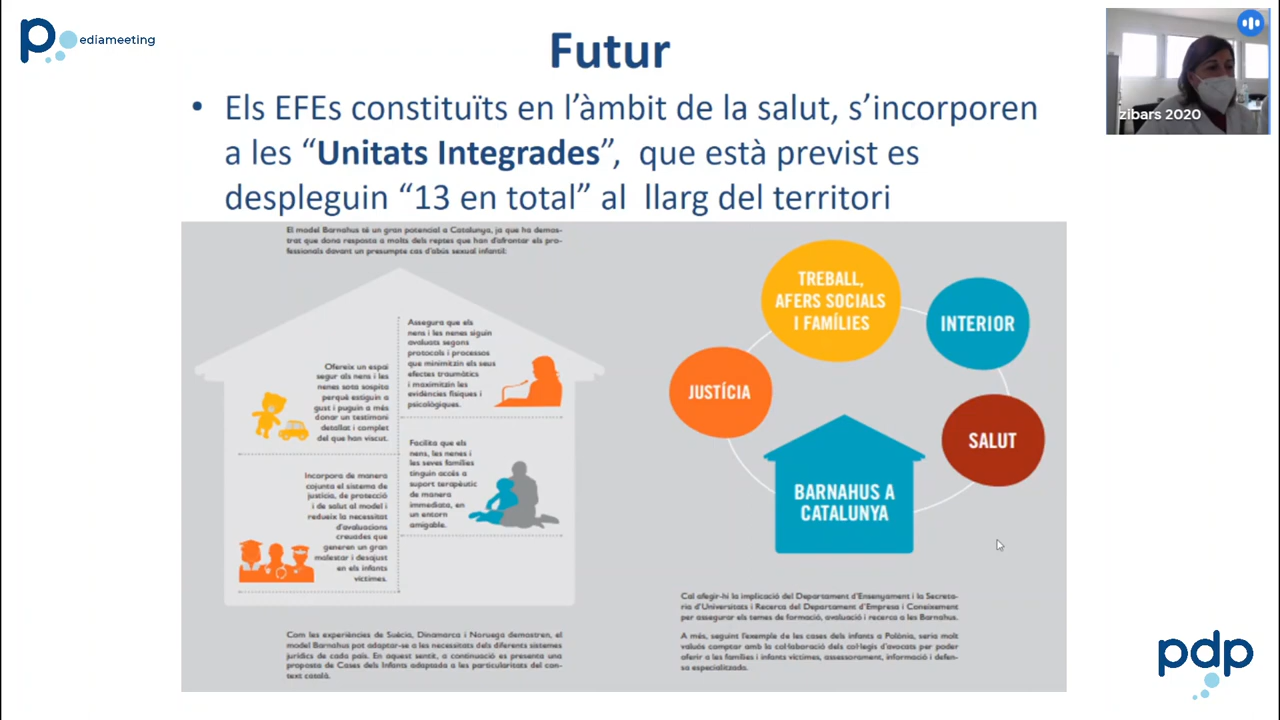 pediameeting
Futur
zibars 2020
• Els EFEs constituïts en l’àmbit de la salut, s’incorporen
a les “Unitats Integrades”, que està previst es
despleguin “13 en total” al llarg del territori
El model Barnahus té un gran potencial a Catalunya, ja que ha demos-
trat que dona resposta a molts dels reptes que han d'afrontar els pro-
fessionals davant un presumpte cas d'abús sexual infantil:
Assegura que els
nens i les nenes siguin
avaluats segons
protocols i processos
que minimitzin els seus
efectes traumàtics
i maximitzin les
evidències físiques i
psicològiques.
Ofereix un espai
segur als nens i les
nenes sota sospita
perquè estiguin a
gust i puguin a més
donar un testimoni
detallat i complet
del que han viscut.
Facilita que els
nens, les nenes i
les seves famílies
tinguin accés a
suport terapèutic
de manera
immediata, en
un entorn
amigable.
Incorpora de manera
conjunta el sistema de
justícia, de protecció
i de salut al model i
redueix la necessitat
d'avaluacions
creuades que
generen un gran
malestar i desajust
en els infants
víctimes.
Com les experiències de Suècia, Dinamarca i Noruega demostren, el
model Barnahus pot adaptar-se a les necessitats dels diferents sistemes
jurídics de cada país. En aquest sentit, a continuació es presenta una
proposta de Cases dels Infants adaptada a les particularitats del con-
text català.
TREBALL,
AFERS SOCIALS
I FAMÍLIES
INTERIOR
JUSTÍCIA
SALUT
BARNAHUS A
CATALUNYA
Cal afegir-hi la implicació del Departament d'Ensenyament i la Secreta-
ria d'Universitats i Recerca del Departament d'Empresa i Coneixement
per assegurar els temes de formació, avaluació i recerca a les Barnahus.
A més, seguint l'exemple de les cases dels infants a Polònia, seria molt
valuós comptar amb la col·laboració dels col·legis d'avocats per poder
oferir a les famílies i infants víctimes, assessorament, informació i defen-
sa especialitzada.
pdp